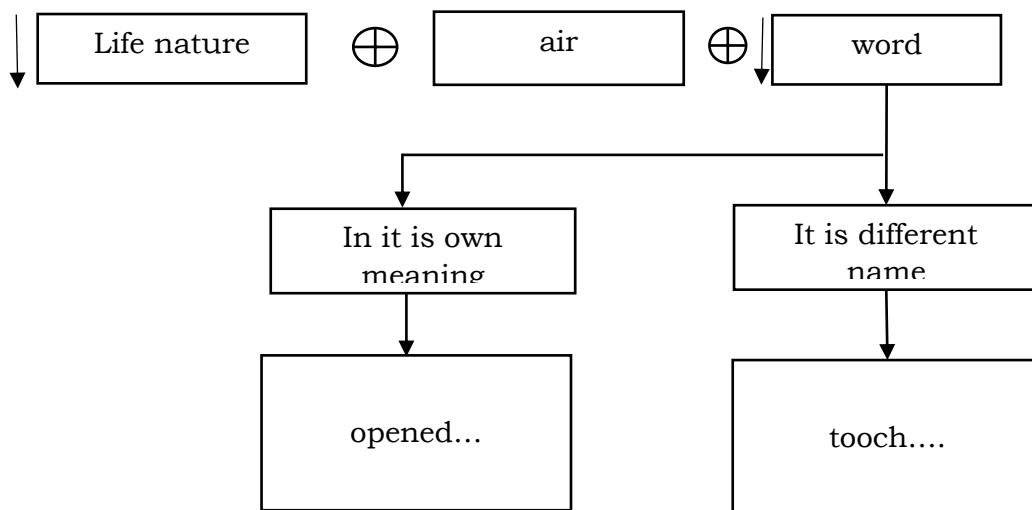 Life nature
air
word
In it is own
meaning
It is different
name
opened…
tooch….